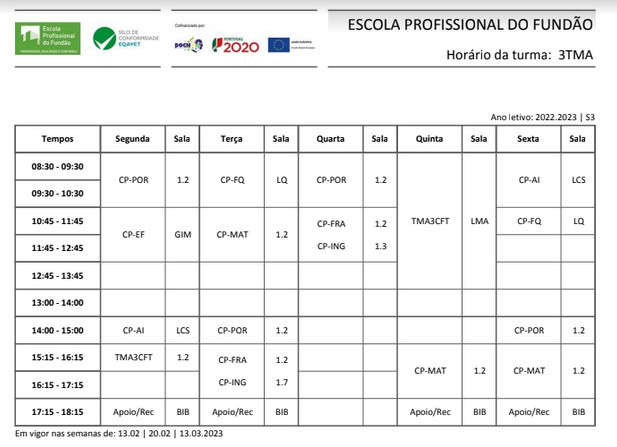 Escola
Profissional
do Fundão
SELO DE
CONFORMIDADE
EQAVET
Cofinanciado por:
POCH
PORTUGAL
2020
ESCOLA PROFISSIONAL DO FUNDÃO
Horário da turma: 3TMA
Ano letivo: 2022.2023 | S3
Tempos Segunda Sala Terça Sala Quarta Sala Quinta Sala Sexta Sala
08:30 - 09:30
CP-POR 1.2 CP-FQ LQ CP-POR 1.2 CP-AI LCS
09:30 - 10:30
10:45 - 11:45 CP-FRA 1.2 TMA3CFT LMA CP-FQ LQ
CP-EF GIM CP-MAT 1.2
11:45 - 12:45 CP-ING 1.3
12:45 - 13:45
13:00 - 14:00
14:00 - 15:00 CP-AI LCS CP-POR 1.2 CP-POR 1.2
15:15 - 16:15 TMA3CFT 1.2 CP-FRA 1.2
CP-MAT 1.2 CP-MAT 1.2
16:15 - 17:15 CP-ING 1.7
17:15 - 18:15 Apoio/Rec BIB Apoio/Rec BIB Apoio/Rec BIB Apoio/Rec BIB
Em vigor nas semanas de: 13.02 | 20.02 | 13.03.2023